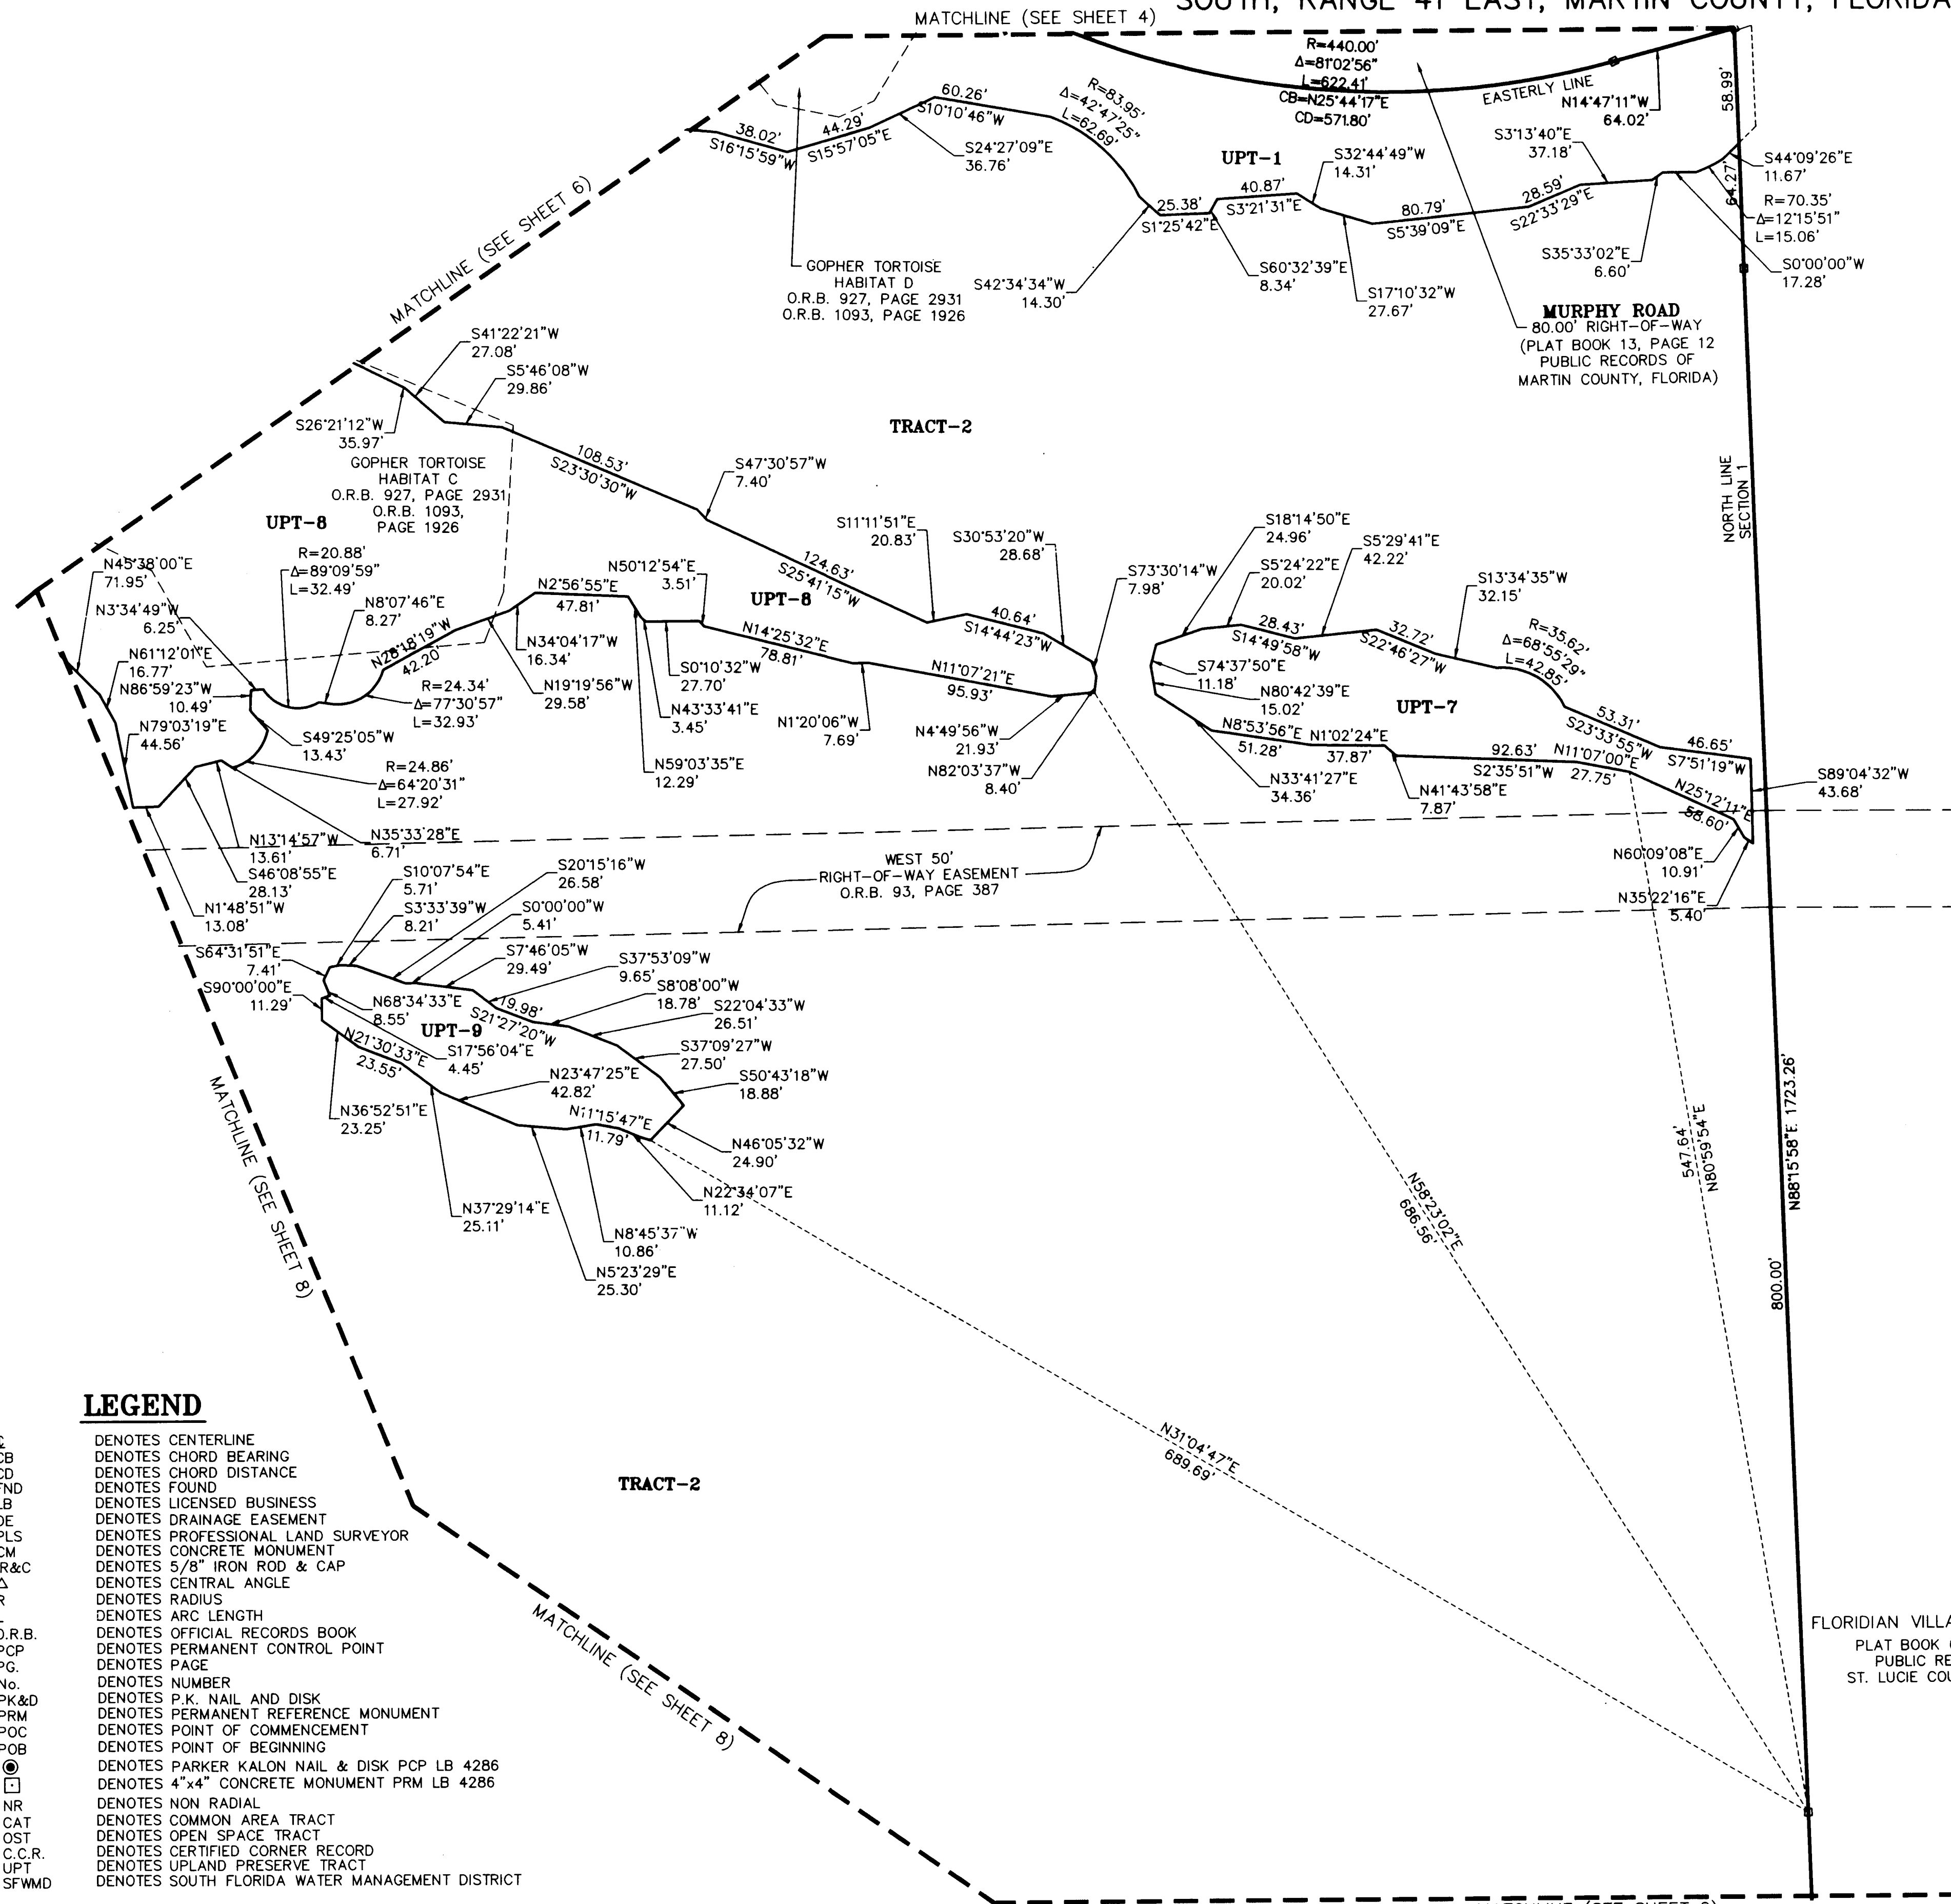 SOUTH, RANGE 41 EAST, MARTIN COUNTY, FLORIDA
MATCHLINE (SEE SHEET 4)
R=440.00'
Δ=81°02'56"
L=622.41'
CB=N25°44'17"E
CD=571.80'
EASTERLY LINE
N14°47'11"W
64.02'
58.99'
64.27'
38.02'
S16°15'59"W
44.29'
S15°57'05"E
60.26'
S10°10'46"W
S24°27'09"E
36.76'
R=83.95'
Δ=42°47'25"
L=62.69'
UPT-1
S32°44'49"W
14.31'
S3°13'40"E
37.18'
S44°09'26"E
11.67'
R=70.35'
Δ=12°15'51"
L=15.06'
S0°00'00"W
17.28'
25.38'
S1°25'42"E
40.87'
S3°21'31"E
80.79'
S5°39'09"E
28.59'
S22°33'29"E
S35°33'02"E
6.60'
S42°34'34"W
14.30'
S60°32'39"E
8.34'
S17°10'32"W
27.67'
GOPHER TORTOISE
HABITAT D
O.R.B. 927, PAGE 2931
O.R.B. 1093, PAGE 1926
MURPHY ROAD
80.00' RIGHT-OF-WAY
(PLAT BOOK 13, PAGE 12
PUBLIC RECORDS OF
MARTIN COUNTY, FLORIDA)
MATCHLINE (SEE SHEET 6)
S41°22'21"W
27.08'
S5°46'08"W
29.86'
S26°21'12"W
35.97'
TRACT-2
NORTH LINE
SECTION 1
GOPHER TORTOISE
HABITAT C
O.R.B. 927, PAGE 2931
O.R.B. 1093,
PAGE 1926
UPT-8
108.53'
S23°30'30"W
S47°30'57"W
7.40'
S11°11'51"E
20.83'
S30°53'20"W
28.68'
124.63'
S25°41'15"W
40.64'
S14°44'23"W
S73°30'14"W
7.98'
N45°38'00"E
71.95'
N3°34'49"W
6.25'
R=20.88'
Δ=89°09'59"
L=32.49'
N8°07'46"E
8.27'
N28°18'19"W
42.20'
N2°56'55"E
47.81'
N50°12'54"E
3.51'
UPT-8
N34°04'17"W
16.34'
N19°19'56"W
29.58'
N14°25'32"E
78.81'
S0°10'32"W
27.70'
N43°33'41"E
3.45'
N59°03'35"E
12.29'
N11°07'21"E
95.93'
N1°20'06"W
7.69'
N4°49'56"W
21.93'
N82°03'37"W
8.40'
N61°12'01"E
16.77'
N86°59'23"W
10.49'
N79°03'19"E
44.56'
S49°25'05"W
13.43'
R=24.34'
Δ=77°30'57"
L=32.93'
R=24.86'
Δ=64°20'31"
L=27.92'
N13°14'57"W
13.61'
N35°33'28"E
6.71'
S46°08'55"E
28.13'
N1°48'51"W
13.08'
S18°14'50"E
24.96'
S5°24'22"E
20.02'
S5°29'41"E
42.22'
S13°34'35"W
32.15'
28.43'
S14°49'58"W
32.72'
S22°46'27"W
R=35.62'
Δ=68°55'29"
L=42.85'
S74°37'50"E
11.18'
N80°42'39"E
15.02'
UPT-7
N8°53'56"E
51.28'
N1°02'24"E
37.87'
92.63'
S2°35'51"W
N11°07'00"E
27.75'
53.31'
S23°33'55"W
46.65'
S7°51'19"W
N33°41'27"E
34.36'
N41°43'58"E
7.87'
N25°12'11"E
58.60'
S89°04'32"W
43.68'
N60°09'08"E
10.91'
N35°22'16"E
5.40'
WEST 50'
RIGHT-OF-WAY EASEMENT
O.R.B. 93, PAGE 387
S10°07'54"E
5.71'
S3°33'39"W
8.21'
S20°15'16"W
26.58'
S0°00'00"W
5.41'
S7°46'05"W
29.49'
S37°53'09"W
9.65'
S8°08'00"W
18.78'
S22°04'33"W
26.51'
S37°09'27"W
27.50'
S50°43'18"W
18.88'
S64°31'51"E
7.41'
S90°00'00"E
11.29'
N68°34'33"E
8.55'
UPT-9
19.98'
S21°27'20"W
S17°56'04"E
4.45'
N21°30'33"E
23.55'
N23°47'25"E
42.82'
N36°52'51"E
23.25'
N11°15'47"E
11.79'
N46°05'32"W
24.90'
N22°34'07"E
11.12'
N37°29'14"E
25.11'
N8°45'37"W
10.86'
N5°23'29"E
25.30'
MATCHLINE (SEE SHEET 8)
547.64'
N80°59'54"E
N88°15'58"E 1723.26'
N58°23'02"E
686.56'
800.00'
N31°04'47"E
689.69'
TRACT-2
MATCHLINE (SEE SHEET 8)
FLORIDIAN VILLA
PLAT BOOK
PUBLIC RE
ST. LUCIE COU
LEGEND
DENOTES CENTERLINE
CB DENOTES CHORD BEARING
CD DENOTES CHORD DISTANCE
FND DENOTES FOUND
LB DENOTES LICENSED BUSINESS
DE DENOTES DRAINAGE EASEMENT
PLS DENOTES PROFESSIONAL LAND SURVEYOR
CM DENOTES CONCRETE MONUMENT
R&C DENOTES 5/8" IRON ROD & CAP
Δ DENOTES CENTRAL ANGLE
R DENOTES RADIUS
L DENOTES ARC LENGTH
O.R.B. DENOTES OFFICIAL RECORDS BOOK
PCP DENOTES PERMANENT CONTROL POINT
PG. DENOTES PAGE
No. DENOTES NUMBER
PK&D DENOTES P.K. NAIL AND DISK
PRM DENOTES PERMANENT REFERENCE MONUMENT
POC DENOTES POINT OF COMMENCEMENT
POB DENOTES POINT OF BEGINNING
DENOTES PARKER KALON NAIL & DISK PCP LB 4286
DENOTES 4"x4" CONCRETE MONUMENT PRM LB 4286
NR DENOTES NON RADIAL
CAT DENOTES COMMON AREA TRACT
OST DENOTES OPEN SPACE TRACT
C.C.R. DENOTES CERTIFIED CORNER RECORD
UPT DENOTES UPLAND PRESERVE TRACT
SFWMD DENOTES SOUTH FLORIDA WATER MANAGEMENT DISTRICT